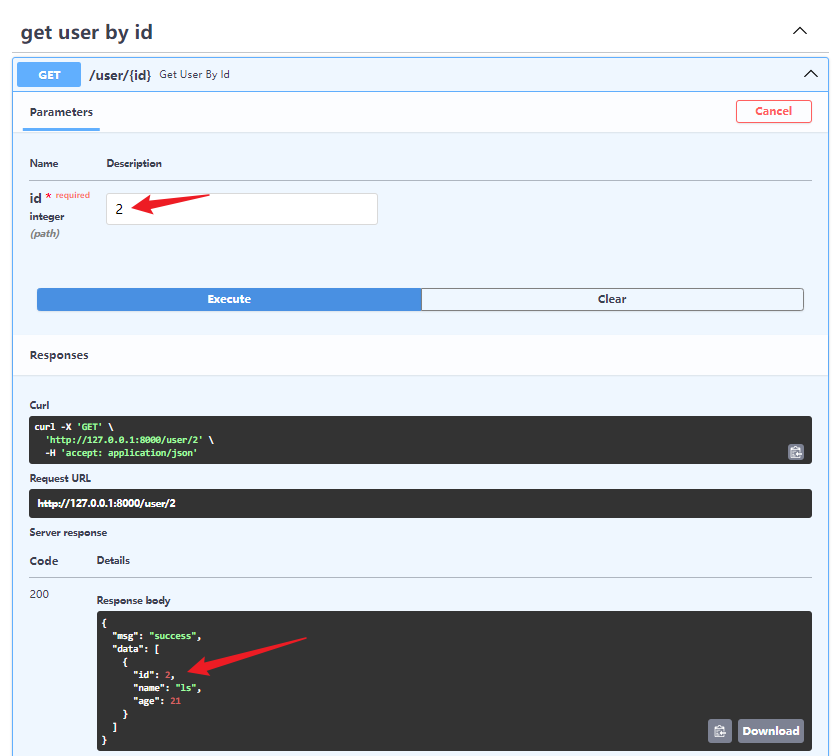 get user by id
GET /user/{id} Get User By Id
Parameters
Cancel
Name Description
id * required
integer
(path)
2
Execute Clear
Responses
Curl
curl -X 'GET' \
  'http://127.0.0.1:8000/user/2' \
  -H 'accept: application/json'
Request URL
http://127.0.0.1:8000/user/2
Server response
Code Details
200
Response body
{
  "msg": "success",
  "data": [
    {
      "id": 2,
      "name": "ls",
      "age": 21
    }
  ]
}
Download